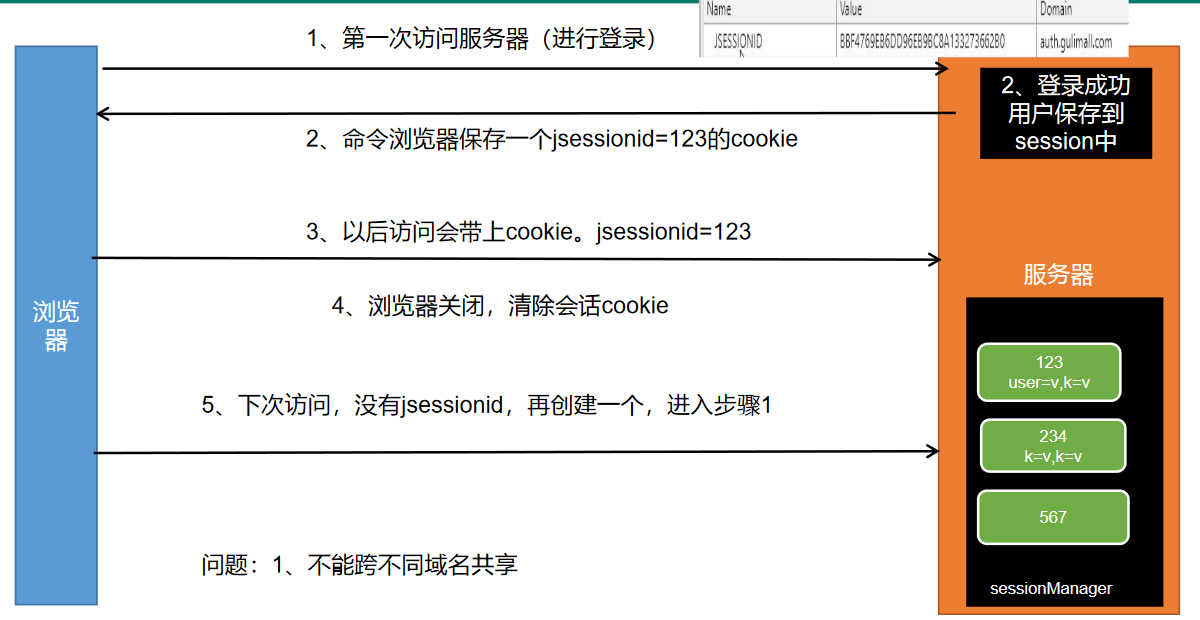 Name Value Domain
JSESSIONID BBF4769EB6DD96EB9BC8A133273662B0 auth.gulimall.com
1、第一次访问服务器（进行登录）
2、登录成功
用户保存到
session中
2、命令浏览器保存一个jsessionid=123的cookie
3、以后访问会带上cookie。jsessionid=123
服务器
4、浏览器关闭，清除会话cookie
浏览
器
123
user=v,k=v
5、下次访问，没有jsessionid，再创建一个，进入步骤1
234
k=v,k=v
567
问题：1、不能跨不同域名共享
sessionManager